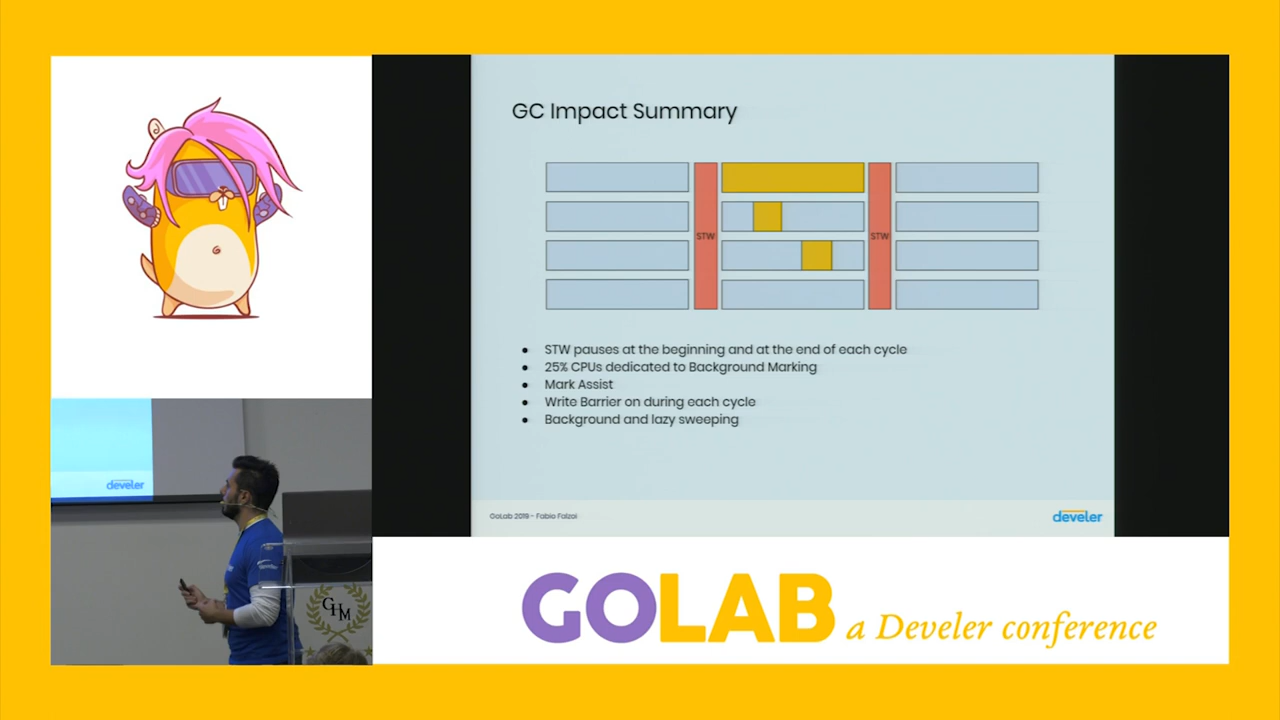 GC Impact Summary
STW
STW
● STW pauses at the beginning and at the end of each cycle
● 25% CPUs dedicated to Background Marking
● Mark Assist
● Write Barrier on during each cycle
● Background and lazy sweeping
GoLab 2019 - Fabio Falzoi
develer
develer
GHM
GOLAB a Develer conference